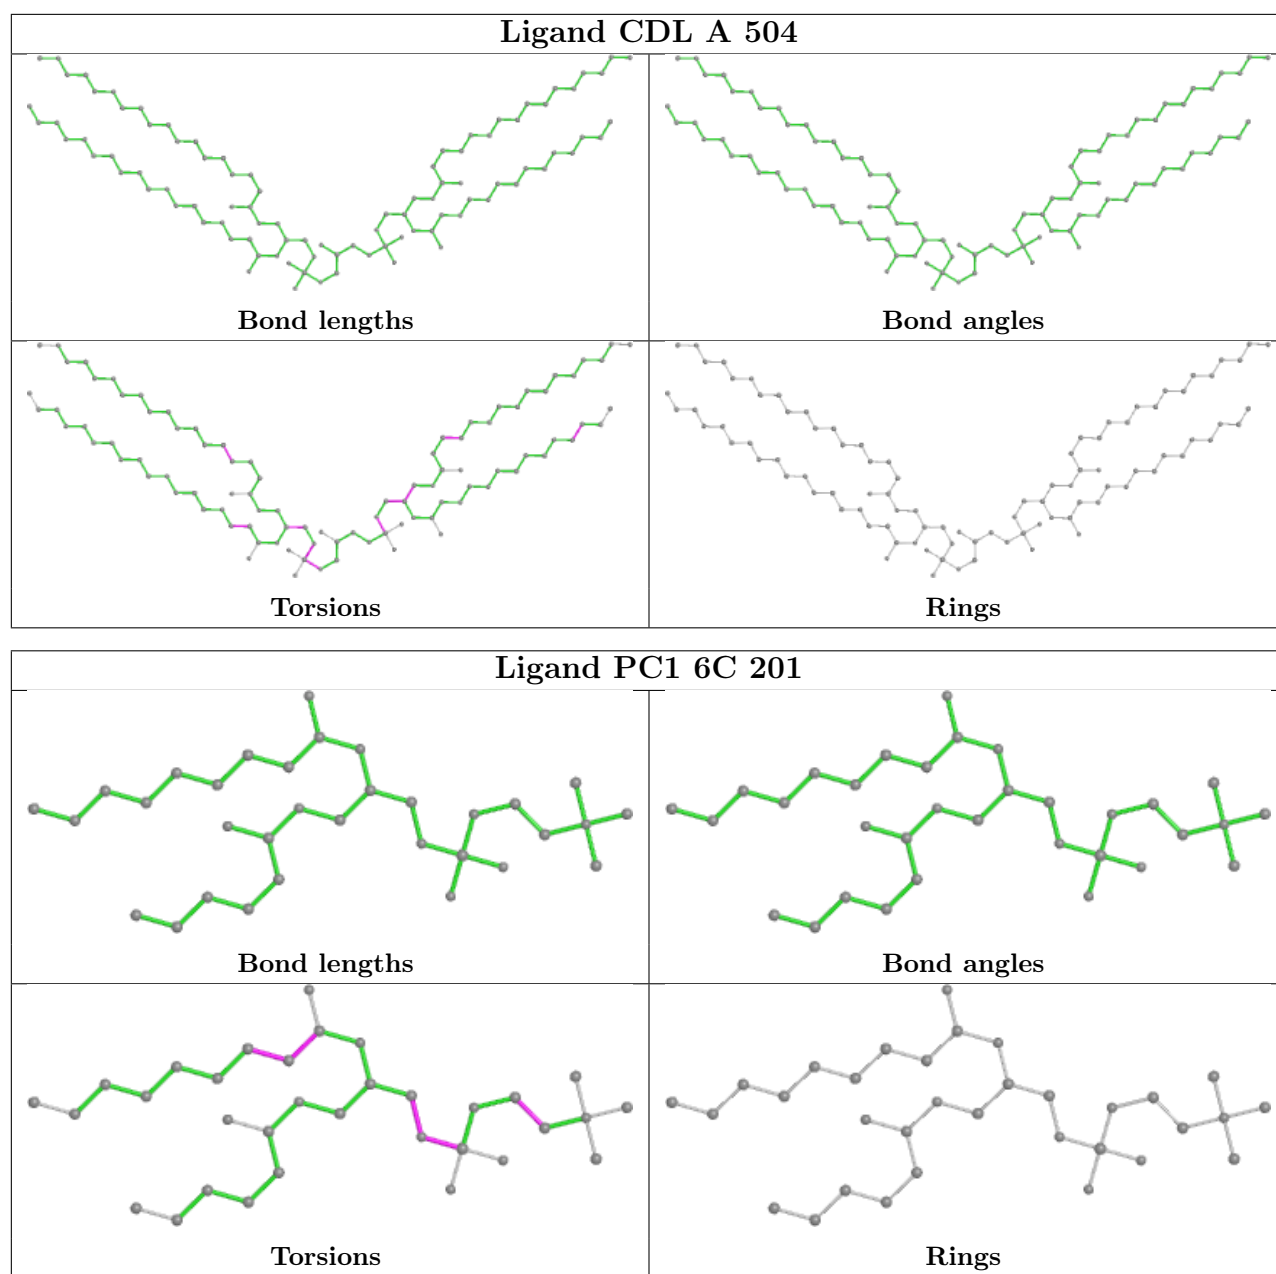 Ligand CDL A 504
Bond lengths
Bond angles
Torsions
Rings
Ligand PC1 6C 201
Bond lengths
Bond angles
Torsions
Rings